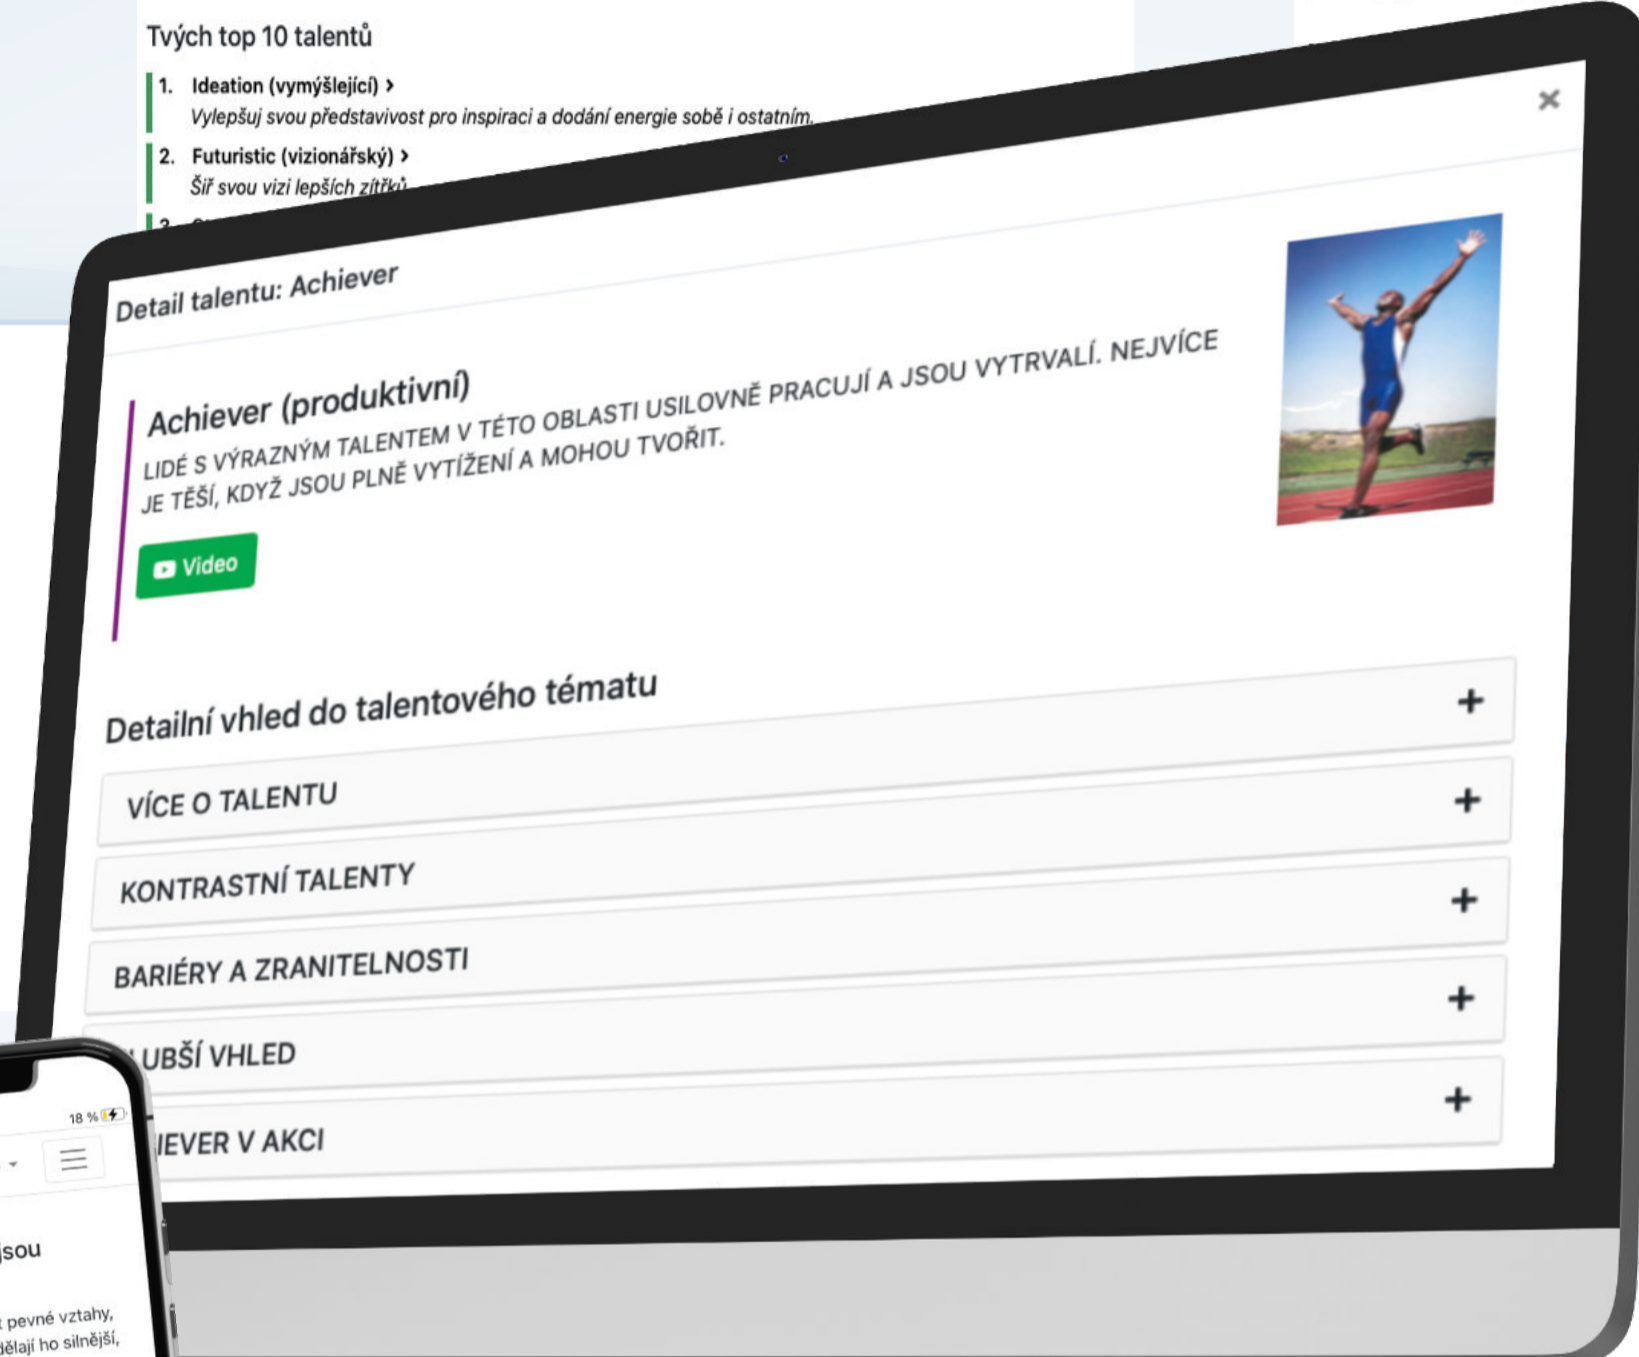 Tvých top 10 talentů
1. Ideation (vymýšlející) >
Vylepšuj svou představivost pro inspiraci a dodání energie sobě i ostatním.
2. Futuristic (vizionářský) >
Šiř svou vizi lepších zítřků
Detail talentu: Achiever
×
Achiever (produktivní)
LIDÉ S VÝRAZNÝM TALENTEM V TÉTO OBLASTI USILOVNĚ PRACUJÍ A JSOU VYTRVALÍ. NEJVÍCE
JE TĚŠÍ, KDYŽ JSOU PLNĚ VYTÍŽENÍ A MOHOU TVOŘIT.
Video
Detailní vhled do talentového tématu
VÍCE O TALENTU +
KONTRASTNÍ TALENTY +
BARIÉRY A ZRANITELNOSTI +
UBŠÍ VHLED +
IEVER V AKCI +
18 %
jsou
pevné vztahy,
dělají ho silnější,